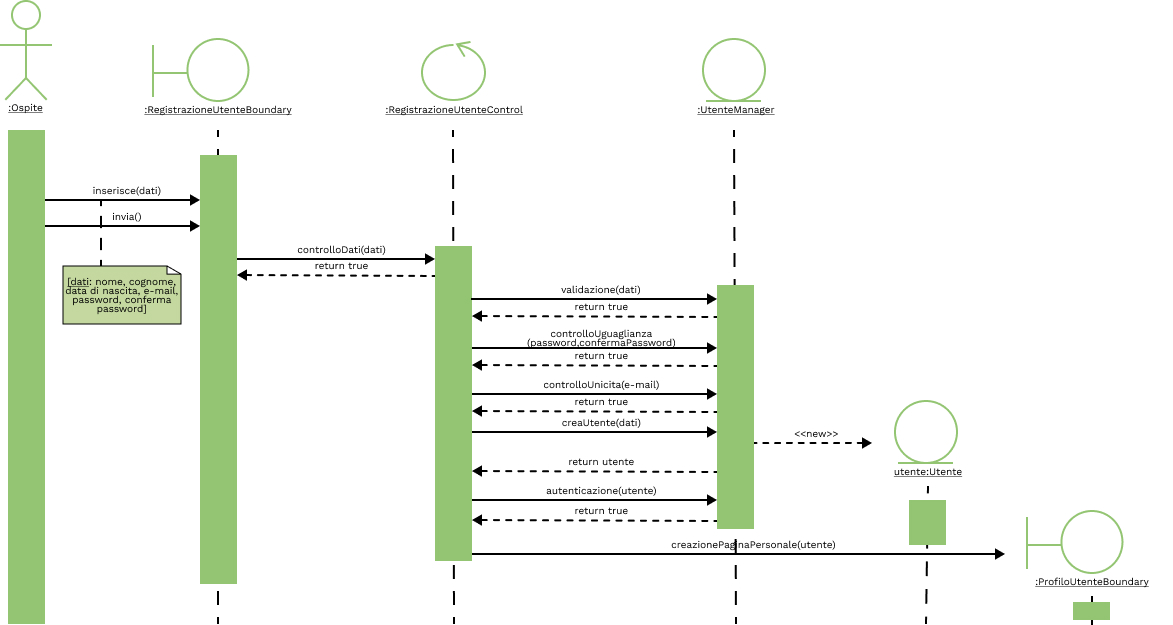 :Ospite
:RegistrazioneUtenteBoundary
:RegistrazioneUtenteControl
:UtenteManager
inserisce(dati)
invia()
controlloDati(dati)
return true
[dati: nome, cognome,
data di nascita, e-mail,
password, conferma
password]
validazione(dati)
return true
controlloUguaglianza
(password,confermaPassword)
return true
controlloUnicita(e-mail)
return true
creaUtente(dati)
<<new>>
return utente
utente:Utente
autenticazione(utente)
return true
creazionePaginaPersonale(utente)
:ProfiloUtenteBoundary